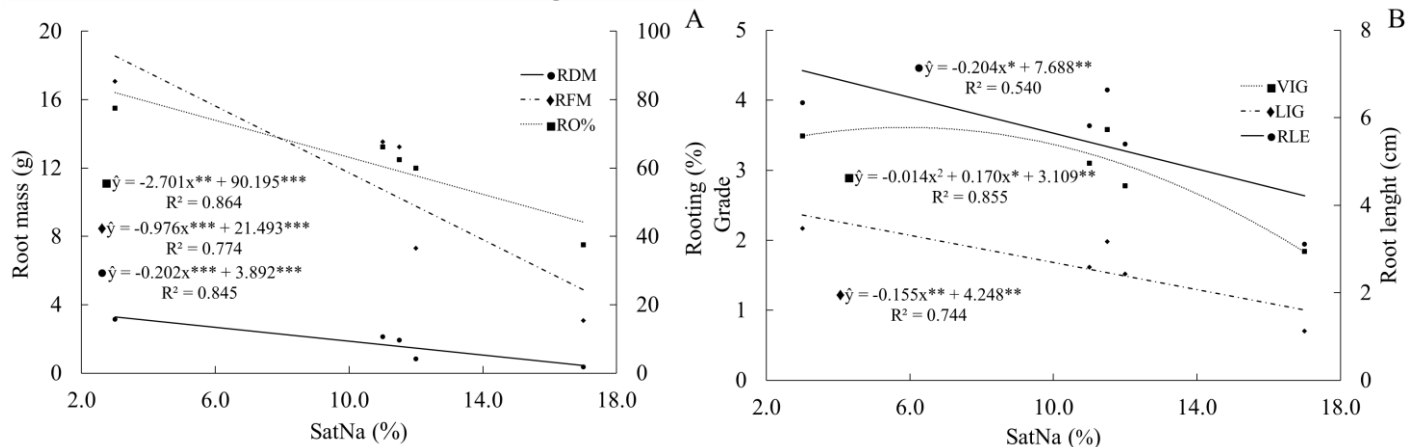 A
20
16
12
8
4
0
Root mass (g)
100
80
60
40
20
0
Rooting (%)
RDM
RFM
RO%
ŷ = -2.701x** + 90.195***
R² = 0.864
ŷ = -0.976x*** + 21.493***
R² = 0.774
ŷ = -0.202x*** + 3.892***
R² = 0.845
2.0 6.0 10.0 14.0 18.0
SatNa (%)
B
5
4
3
2
1
0
Grade
8
6
4
2
0
Root lenght (cm)
ŷ = -0.204x* + 7.688**
R² = 0.540
VIG
LIG
RLE
ŷ = -0.014x² + 0.170x* + 3.109**
R² = 0.855
ŷ = -0.155x** + 4.248**
R² = 0.744
2.0 6.0 10.0 14.0 18.0
SatNa (%)